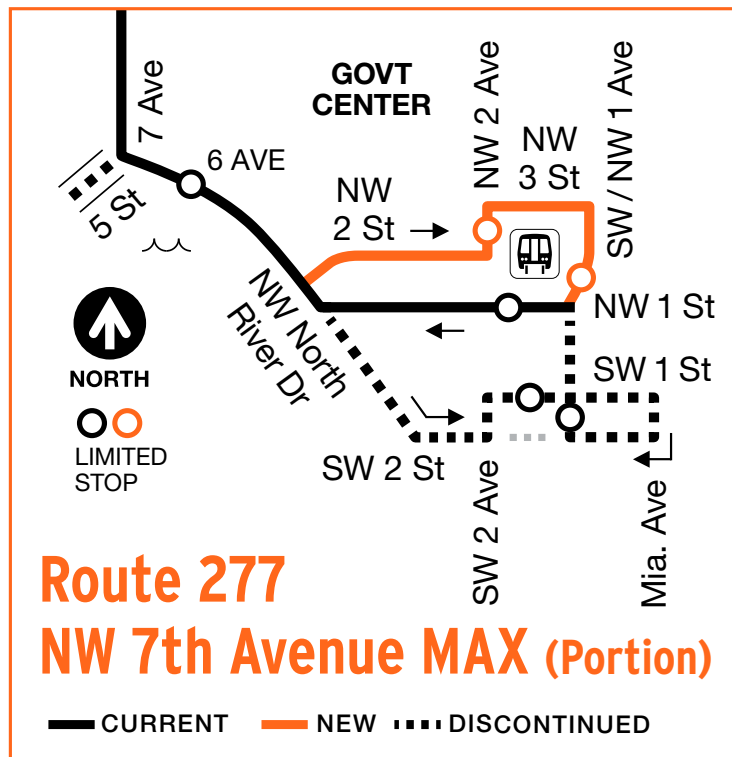 7 Ave
GOVT
CENTER
NW 2 Ave
SW / NW 1 Ave
NW
3 St
6 AVE
5 St
NW
2 St
NW North
River Dr
NW 1 St
SW 1 St
NORTH
LIMITED
STOP
SW 2 St
SW 2 Ave
Mia. Ave
Route 277
NW 7th Avenue MAX (Portion)
CURRENT
NEW
DISCONTINUED